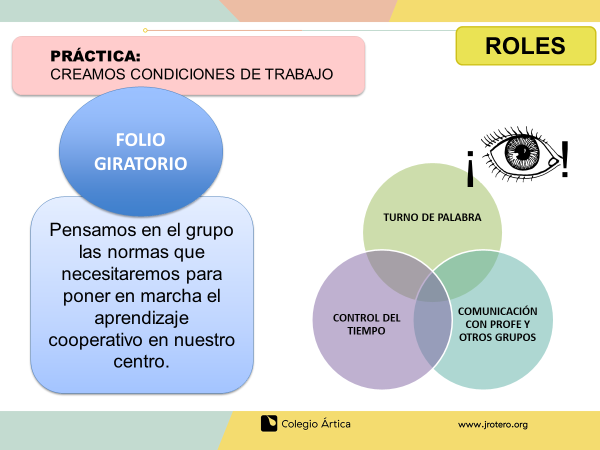 ROLES
PRÁCTICA:
CREAMOS CONDICIONES DE TRABAJO
FOLIO
GIRATORIO
Pensamos en el grupo
las normas que
necesitaremos para
poner en marcha el
aprendizaje
cooperativo en nuestro
centro.
¡ !
TURNO DE PALABRA
CONTROL DEL
TIEMPO
COMUNICACIÓN
CON PROFE Y
OTROS GRUPOS
Colegio Ártica
www.jrotero.org